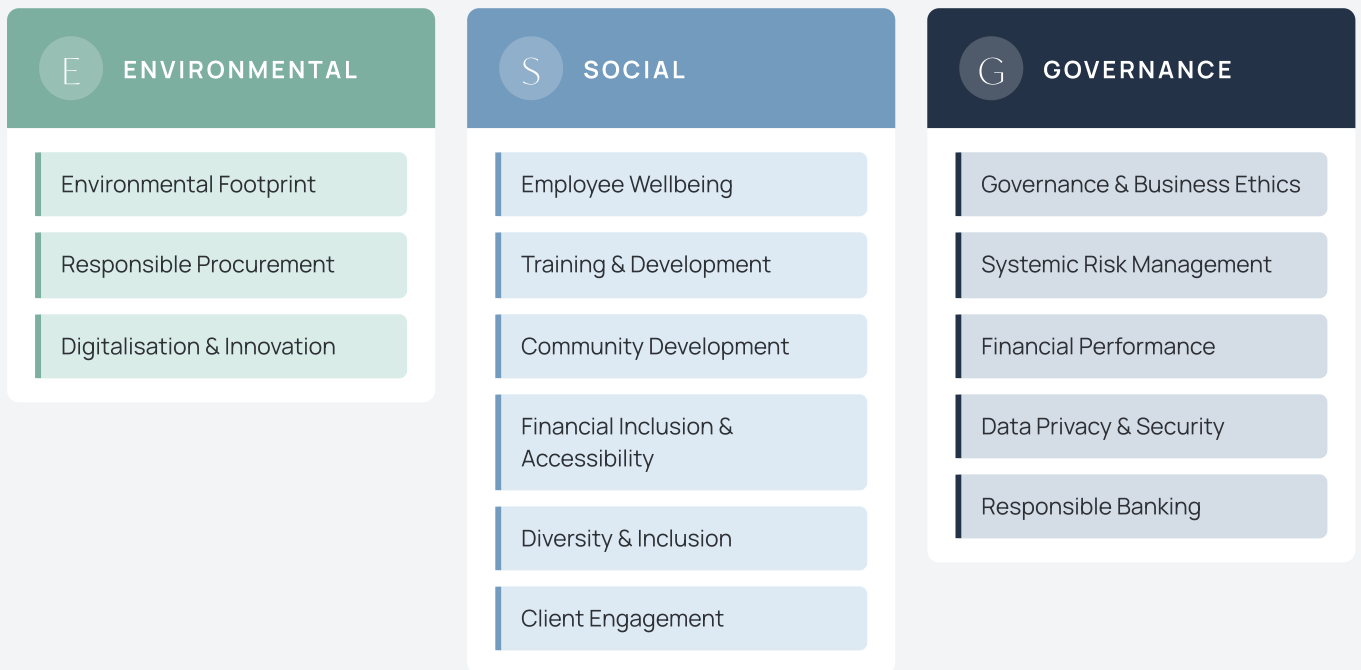 E
ENVIRONMENTAL
Environmental Footprint
Responsible Procurement
Digitalisation & Innovation
S
SOCIAL
Employee Wellbeing
Training & Development
Community Development
Financial Inclusion &
Accessibility
Diversity & Inclusion
Client Engagement
G
GOVERNANCE
Governance & Business Ethics
Systemic Risk Management
Financial Performance
Data Privacy & Security
Responsible Banking